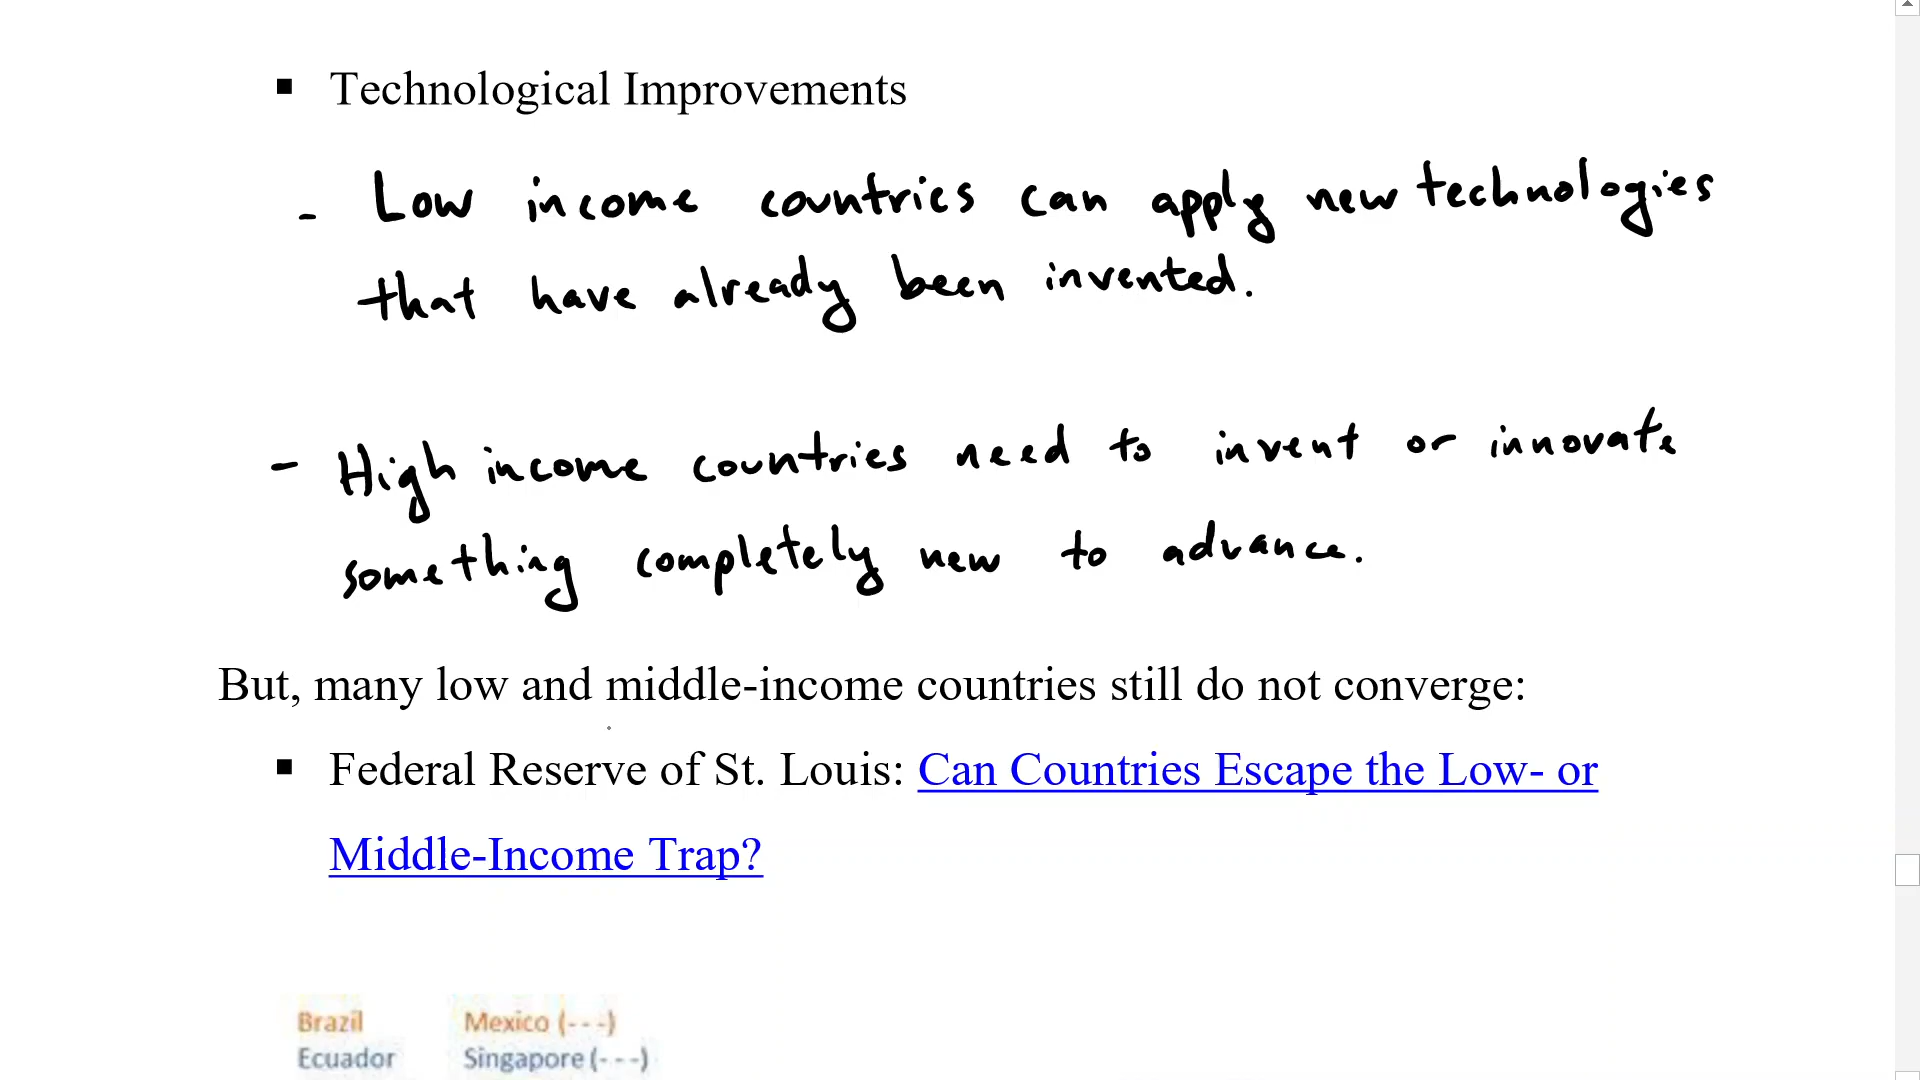 ▪ Technological Improvements
- Low income countries can apply new technologies
that have already been invented.
- High income countries need to invent or innovate
something completely new to advance.
But, many low and middle-income countries still do not converge:
▪ Federal Reserve of St. Louis: Can Countries Escape the Low- or
Middle-Income Trap?
Brazil Mexico (---)
Ecuador Singapore (---)